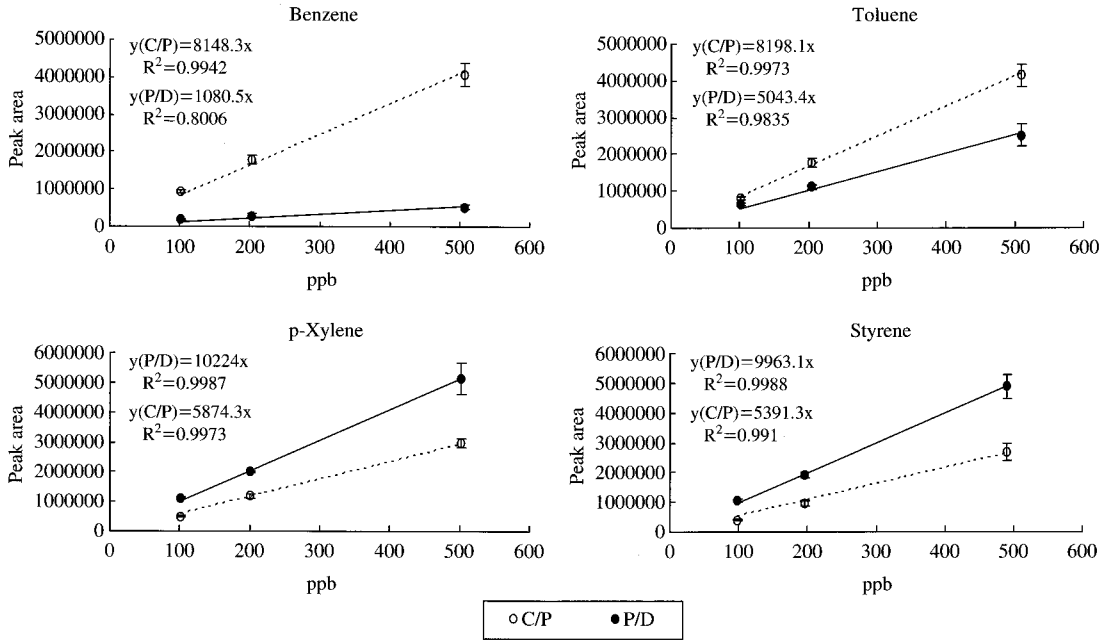 Benzene
5000000
4000000
3000000
2000000
1000000
0
Peak area
y(C/P)=8148.3x
R²=0.9942
y(P/D)=1080.5x
R²=0.8006
0 100 200 300 400 500 600
ppb
Toluene
5000000
4000000
3000000
2000000
1000000
0
Peak area
y(C/P)=8198.1x
R²=0.9973
y(P/D)=5043.4x
R²=0.9835
0 100 200 300 400 500 600
ppb
p-Xylene
6000000
5000000
4000000
3000000
2000000
1000000
0
Peak area
y(P/D)=10224x
R²=0.9987
y(C/P)=5874.3x
R²=0.9973
0 100 200 300 400 500 600
ppb
Styrene
6000000
5000000
4000000
3000000
2000000
1000000
0
Peak area
y(P/D)=9963.1x
R²=0.9988
y(C/P)=5391.3x
R²=0.991
0 100 200 300 400 500 600
ppb
C/P P/D